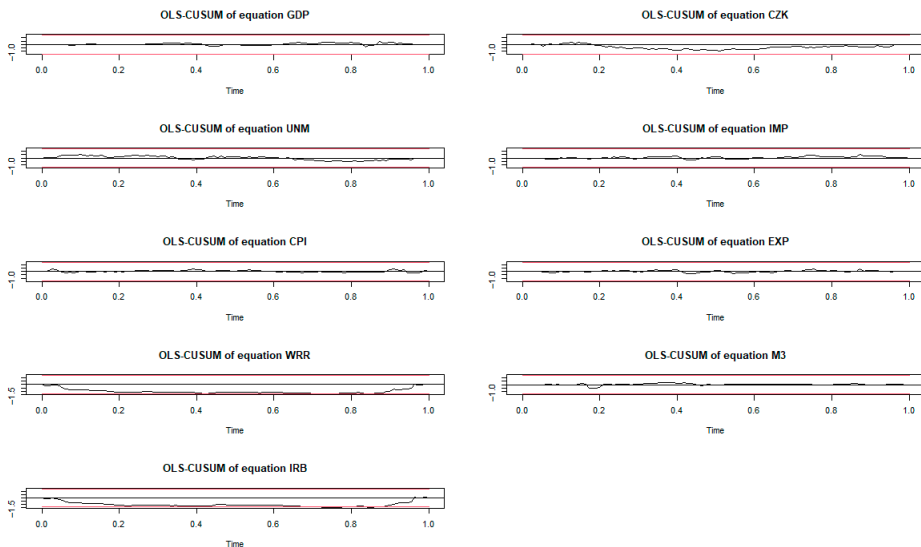 OLS-CUSUM of equation GDP
-1.0
0.0 0.2 0.4 0.6 0.8 1.0
Time
OLS-CUSUM of equation UNM
-1.0
0.0 0.2 0.4 0.6 0.8 1.0
Time
OLS-CUSUM of equation CPI
-1.0
0.0 0.2 0.4 0.6 0.8 1.0
Time
OLS-CUSUM of equation WRR
-1.5
0.0 0.2 0.4 0.6 0.8 1.0
Time
OLS-CUSUM of equation IRB
-1.5
0.0 0.2 0.4 0.6 0.8 1.0
Time
OLS-CUSUM of equation CZK
-1.0
0.0 0.2 0.4 0.6 0.8 1.0
Time
OLS-CUSUM of equation IMP
-1.0
0.0 0.2 0.4 0.6 0.8 1.0
Time
OLS-CUSUM of equation EXP
-1.0
0.0 0.2 0.4 0.6 0.8 1.0
Time
OLS-CUSUM of equation M3
-1.0
0.0 0.2 0.4 0.6 0.8 1.0
Time